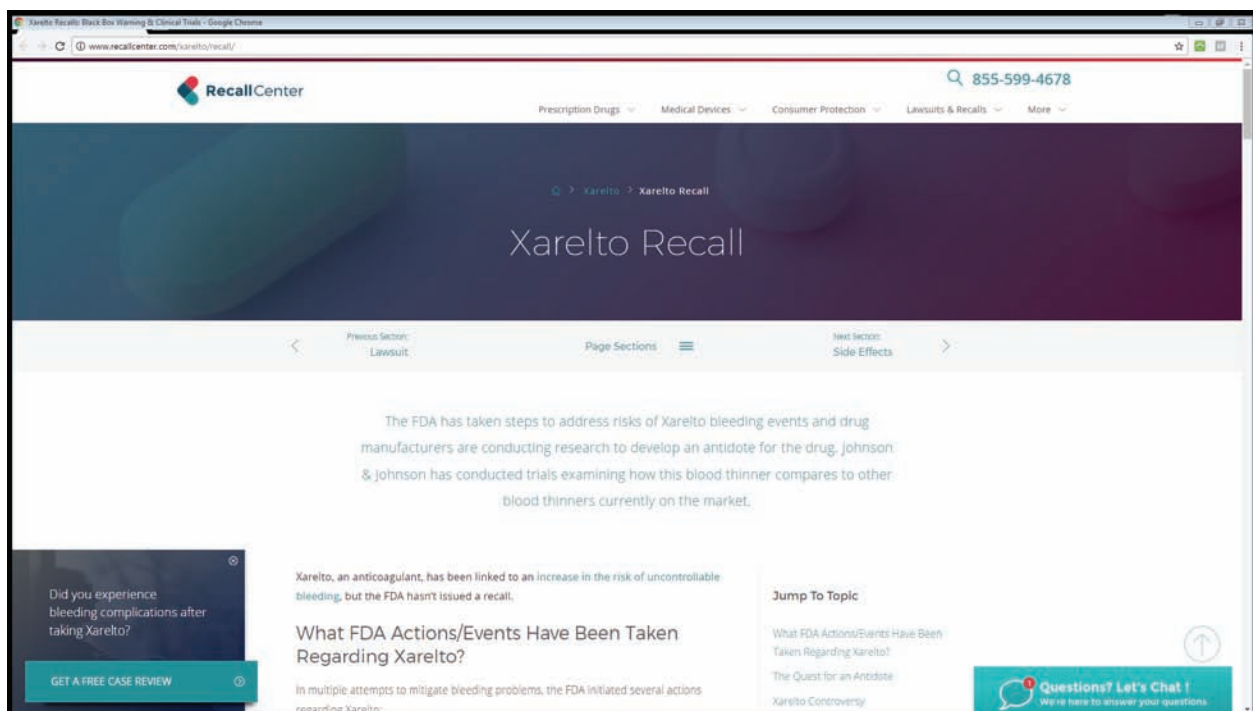 Xarelto Recalls: Black Box Warning & Clinical Trials - Google Chrome
www.recallcenter.com/xarelto/recall/
RecallCenter
855-599-4678
Prescription Drugs
Medical Devices
Consumer Protection
Lawsuits & Recalls
More
Xarelto > Xarelto Recall
Xarelto Recall
Previous Section:
Lawsuit
Page Sections
Next Section:
Side Effects
The FDA has taken steps to address risks of Xarelto bleeding events and drug
manufacturers are conducting research to develop an antidote for the drug. Johnson
& Johnson has conducted trials examining how this blood thinner compares to other
blood thinners currently on the market.
Did you experience
bleeding complications after
taking Xarelto?
GET A FREE CASE REVIEW
Xarelto, an anticoagulant, has been linked to an increase in the risk of uncontrollable
bleeding, but the FDA hasn't issued a recall.
What FDA Actions/Events Have Been Taken
Regarding Xarelto?
In multiple attempts to mitigate bleeding problems, the FDA initiated several actions
regarding Xarelto:
Jump To Topic
What FDA Actions/Events Have Been
Taken Regarding Xarelto?
The Quest for an Antidote
Xarelto Controversy
1
Questions? Let's Chat !
We're here to answer your questions